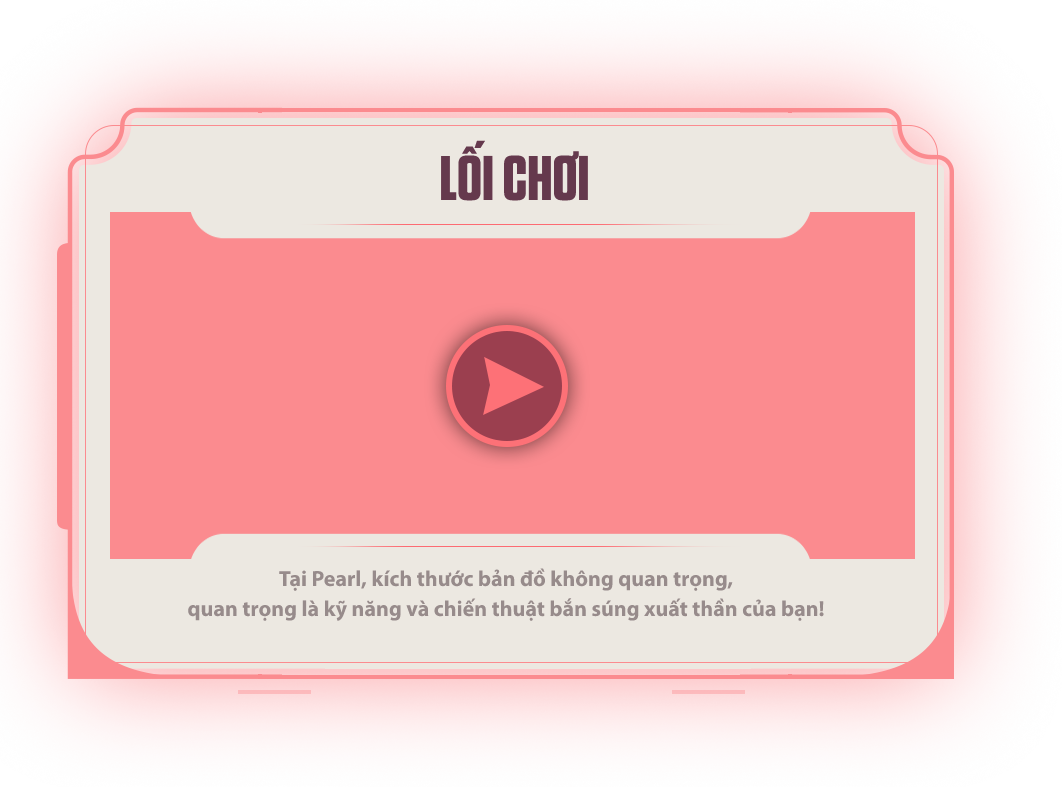 LỐI CHƠI
Tại Pearl, kích thước bản đồ không quan trọng,
quan trọng là kỹ năng và chiến thuật bắn súng xuất thần của bạn!